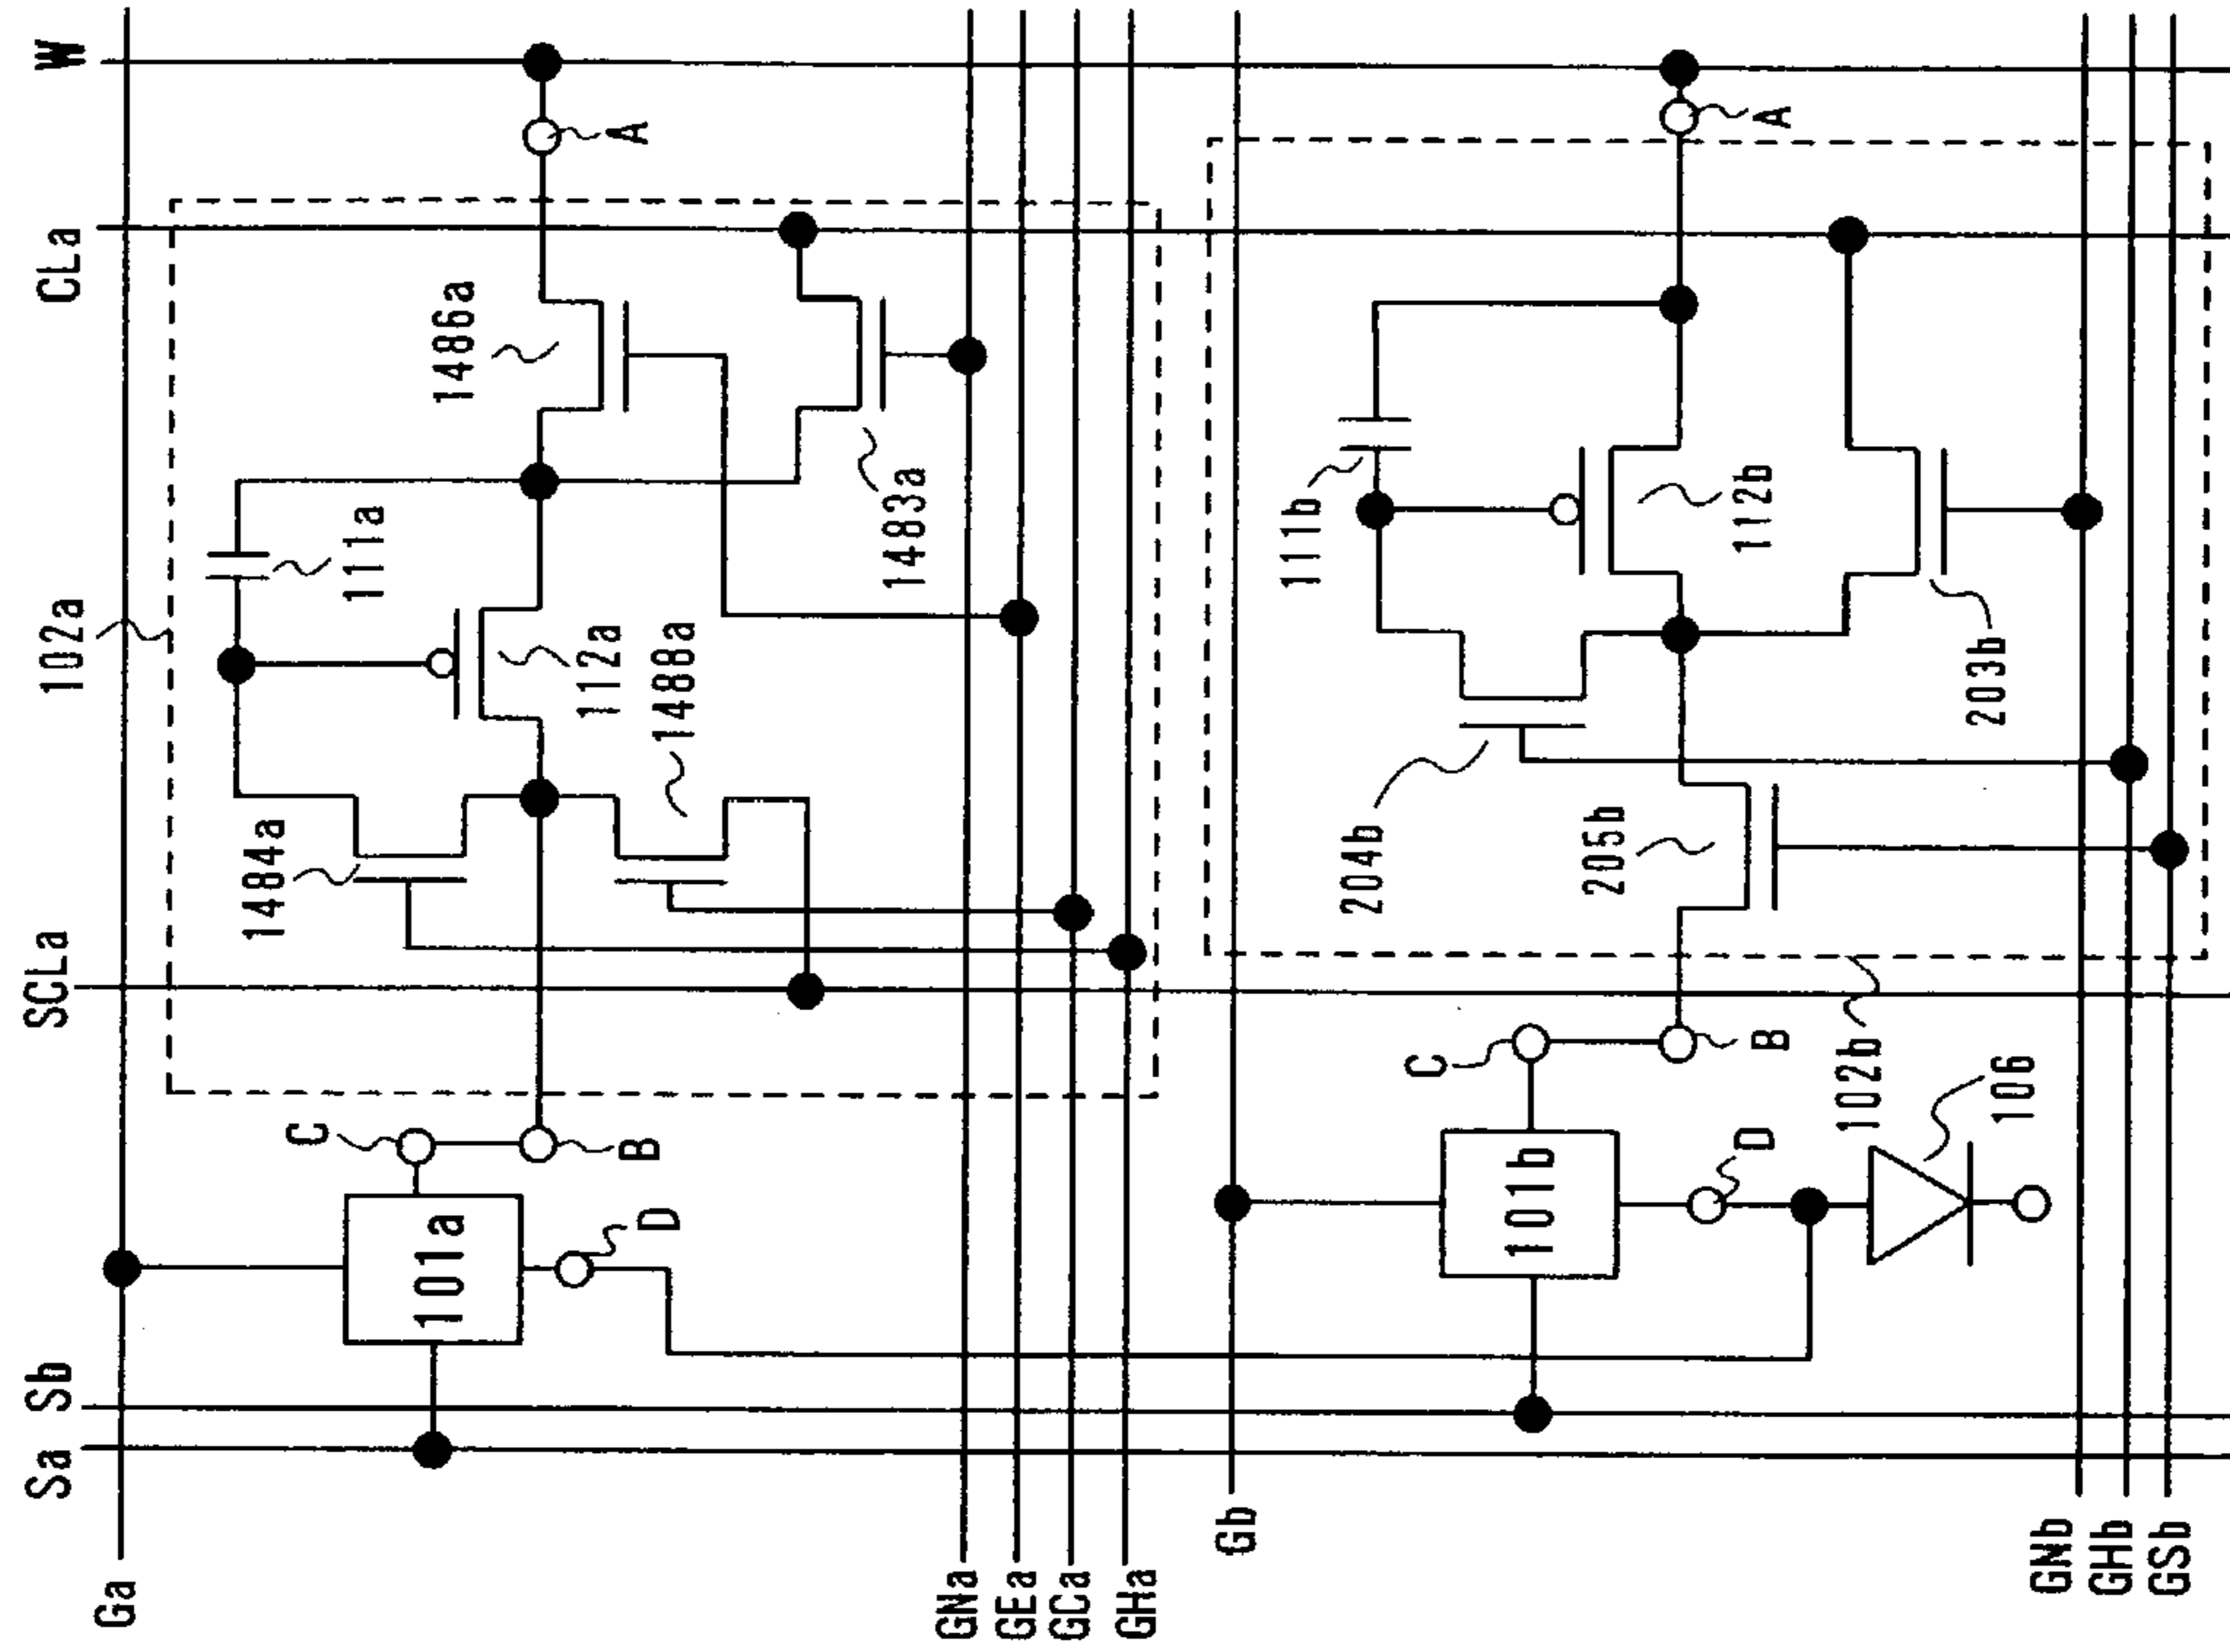 Sa
Sb
SCLa
102a
CLa
W
Ga
101a
C
B
D
1484a
111a
112a
1488a
1486a
1483a
A
GNa
GEa
GCa
GHa
Gb
101b
C
B
D
106
102b
204b
205b
111b
112b
203b
A
GNb
GHb
GSb